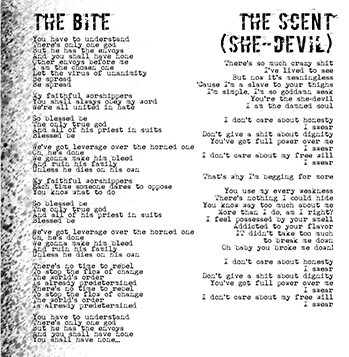 THE BITE
You have to understand
There's only one god
But he has the envoys
And you shall have none
Other envoys before me
I am the chosen one
Let the virus of unanimity
Be spread
Be spread
My faithful worshippers
You shall always obey my word
We're all united in hate
So blessed be
The only true god
And all of his priest in suits
Blessed be
We've got leverage over the horned one
Oh, he's done
We gonna make him bleed
And ruin his family
Unless he dies on his own
My faithful worshippers
Each time someone dares to oppose
You know what to do
So blessed be
The only true god
And all of his priest in suits
Blessed be
We've got leverage over the horned one
Oh, he's done
We gonna make him bleed
And ruin his family
Unless he dies on his own
There's no time to rebel
To stop the flow of change
The world's order
Is already predetermined
There's no time to rebel
To stop the flow of change
The world's order
Is already predetermined
You have to understand
There's only one god
But he has the envoys
And you shall have none
You shall have none…
THE SCENT
(SHE-DEVIL)
There's so much crazy shit
I've lived to see
But now it's meaningless
'Cause I'm a slave to your thighs
I'm simple, I'm so goddamn weak
You're the she-devil
I am the damned soul
I don't care about honesty
I swear
Don't give a shit about dignity
You've got full power over me
I swear
I don't care about my free will
I swear
That's why I'm begging for more
You use my every weakness
There's nothing I could hide
You know way too much about me
More than I do, am I right?
I feel possessed by your smell
Addicted to your flavor
It didn't take too much
to break me down
Oh baby you broke me down!
I don't care about honesty
I swear
Don't give a shit about dignity
You've got full power over me
I swear
I don't care about my free will
I swear